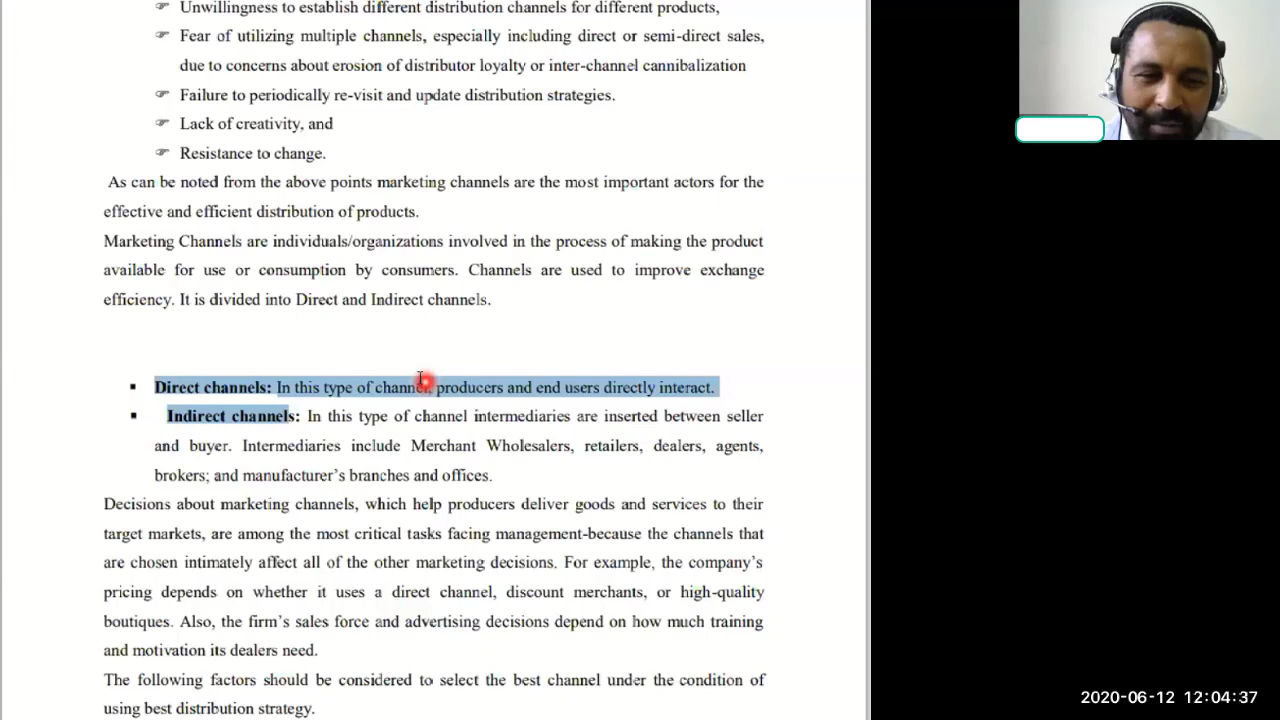 Unwillingness to establish different distribution channels for different products,
Fear of utilizing multiple channels, especially including direct or semi-direct sales,
due to concerns about erosion of distributor loyalty or inter-channel cannibalization
Failure to periodically re-visit and update distribution strategies.
Lack of creativity, and
Resistance to change.
As can be noted from the above points marketing channels are the most important actors for the
effective and efficient distribution of products.
Marketing Channels are individuals/organizations involved in the process of making the product
available for use or consumption by consumers. Channels are used to improve exchange
efficiency. It is divided into Direct and Indirect channels.
Direct channels: In this type of channel, producers and end users directly interact.
Indirect channels: In this type of channel intermediaries are inserted between seller
and buyer. Intermediaries include Merchant Wholesalers, retailers, dealers, agents,
brokers; and manufacturer's branches and offices.
Decisions about marketing channels, which help producers deliver goods and services to their
target markets, are among the most critical tasks facing management-because the channels that
are chosen intimately affect all of the other marketing decisions. For example, the company's
pricing depends on whether it uses a direct channel, discount merchants, or high-quality
boutiques. Also, the firm's sales force and advertising decisions depend on how much training
and motivation its dealers need.
The following factors should be considered to select the best channel under the condition of
using best distribution strategy.
2020-06-12 12:04:37